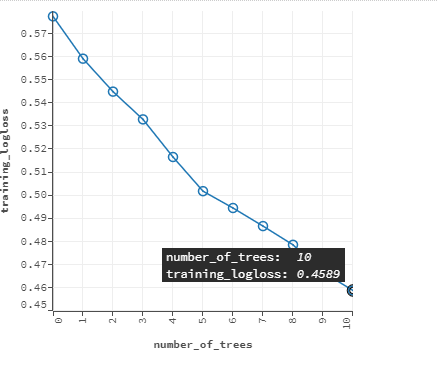 0.57
0.56
0.55
0.54
0.53
0.52
0.51
0.50
0.49
0.48
0.47
0.46
0.45
training_logloss
number_of_trees: 10
training_logloss: 0.4589
0 1 2 3 4 5 6 7 8 9 10
number_of_trees